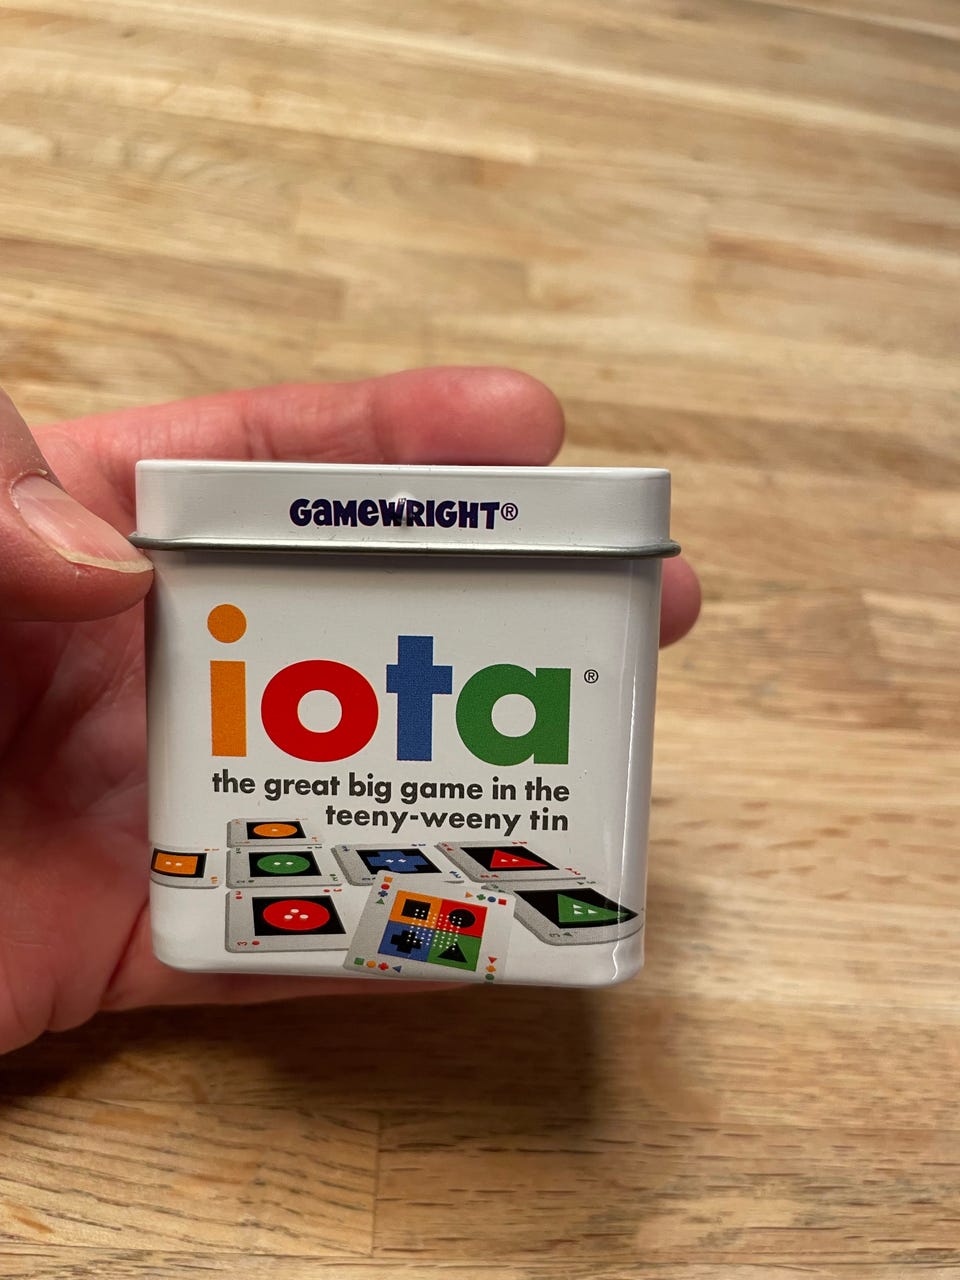 GAMEWRIGHT®
iota®
the great big game in the
teeny-weeny tin